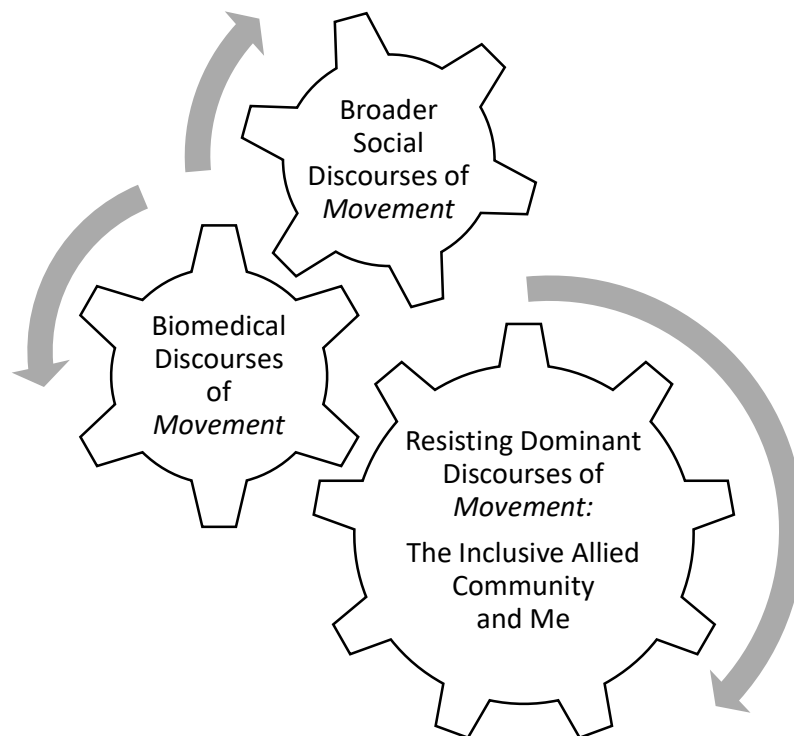 Broader
Social
Discourses of
Movement
Biomedical
Discourses
of
Movement
Resisting Dominant
Discourses of
Movement:
The Inclusive Allied
Community
and Me